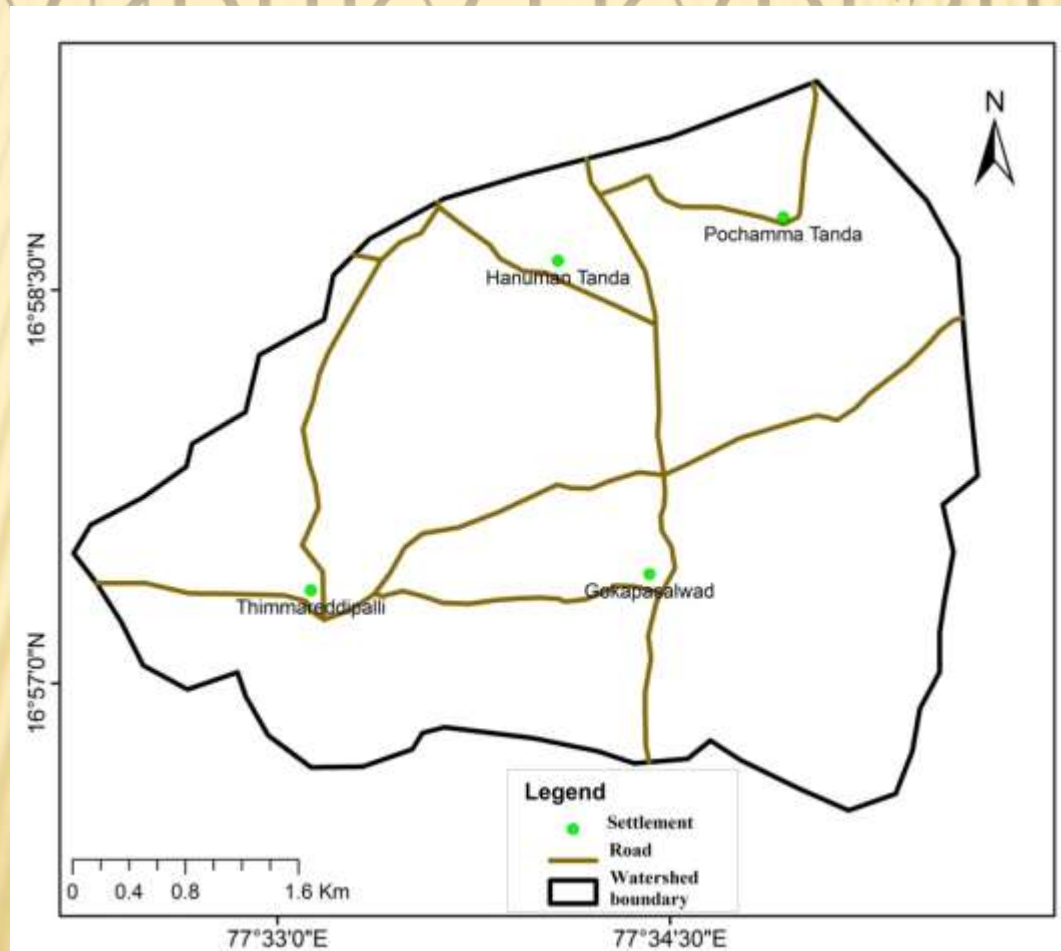 N
16°58'30"N
Pochamma Tanda
Hanuman Tanda
Thimmareddipalli
Gokapasalwad
16°57'0"N
Legend
Settlement
Road
Watershed
boundary
0 0.4 0.8 1.6 Km
77°33'0"E 77°34'30"E